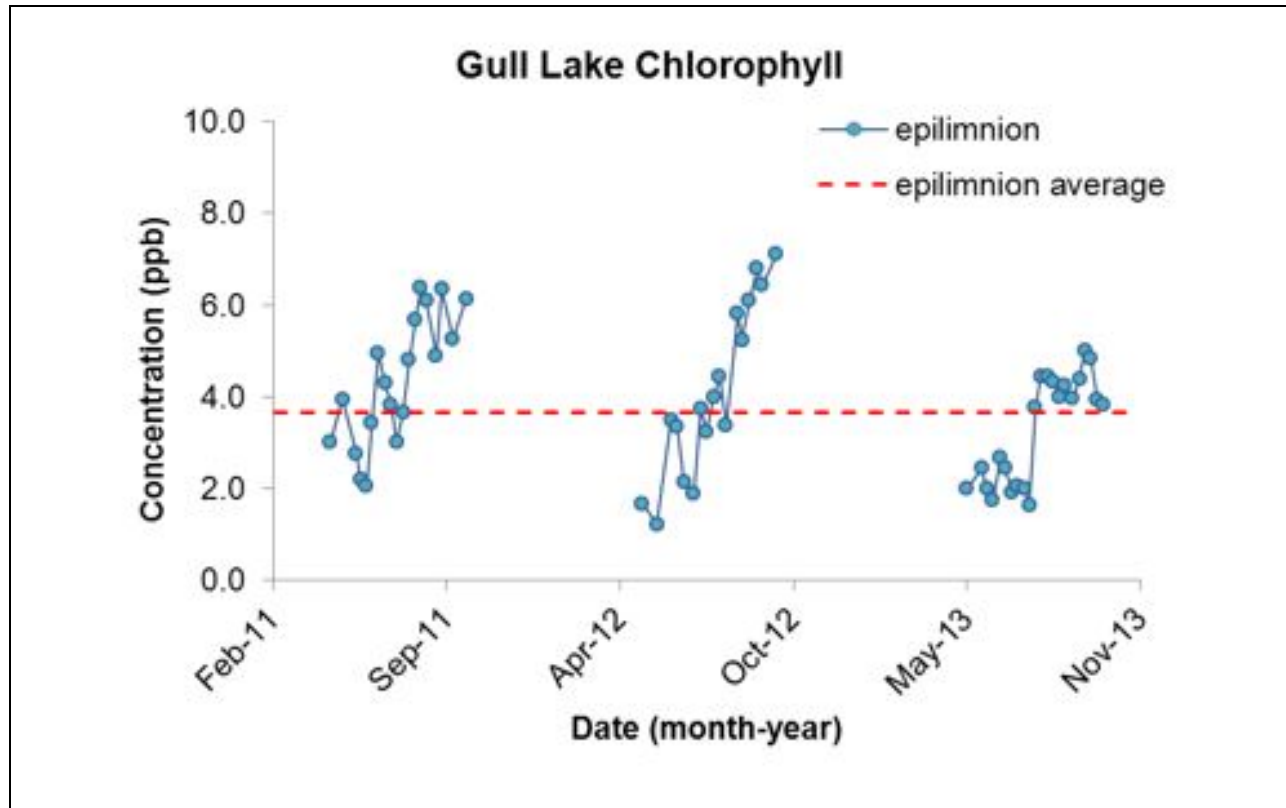 Gull Lake Chlorophyll
epilimnion
epilimnion average
Concentration (ppb)
10.0
8.0
6.0
4.0
2.0
0.0
Feb-11
Sep-11
Apr-12
Oct-12
May-13
Nov-13
Date (month-year)